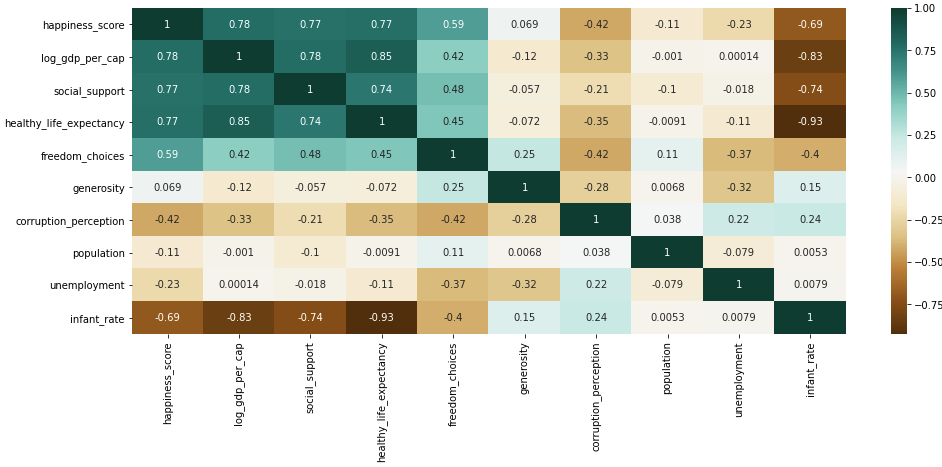 happiness_score 1 0.78 0.77 0.77 0.59 0.069 -0.42 -0.11 -0.23 -0.69
log_gdp_per_cap 0.78 1 0.78 0.85 0.42 -0.12 -0.33 -0.001 0.00014 -0.83
social_support 0.77 0.78 1 0.74 0.48 -0.057 -0.21 -0.1 -0.018 -0.74
healthy_life_expectancy 0.77 0.85 0.74 1 0.45 -0.072 -0.35 -0.0091 -0.11 -0.93
freedom_choices 0.59 0.42 0.48 0.45 1 0.25 -0.42 0.11 -0.37 -0.4
generosity 0.069 -0.12 -0.057 -0.072 0.25 1 -0.28 0.0068 -0.32 0.15
corruption_perception -0.42 -0.33 -0.21 -0.35 -0.42 -0.28 1 0.038 0.22 0.24
population -0.11 -0.001 -0.1 -0.0091 0.11 0.0068 0.038 1 -0.079 0.0053
unemployment -0.23 0.00014 -0.018 -0.11 -0.37 -0.32 0.22 -0.079 1 0.0079
infant_rate -0.69 -0.83 -0.74 -0.93 -0.4 0.15 0.24 0.0053 0.0079 1
happiness_score
log_gdp_per_cap
social_support
healthy_life_expectancy
freedom_choices
generosity
corruption_perception
population
unemployment
infant_rate
1.00
0.75
0.50
0.25
0.00
−0.25
−0.50
−0.75